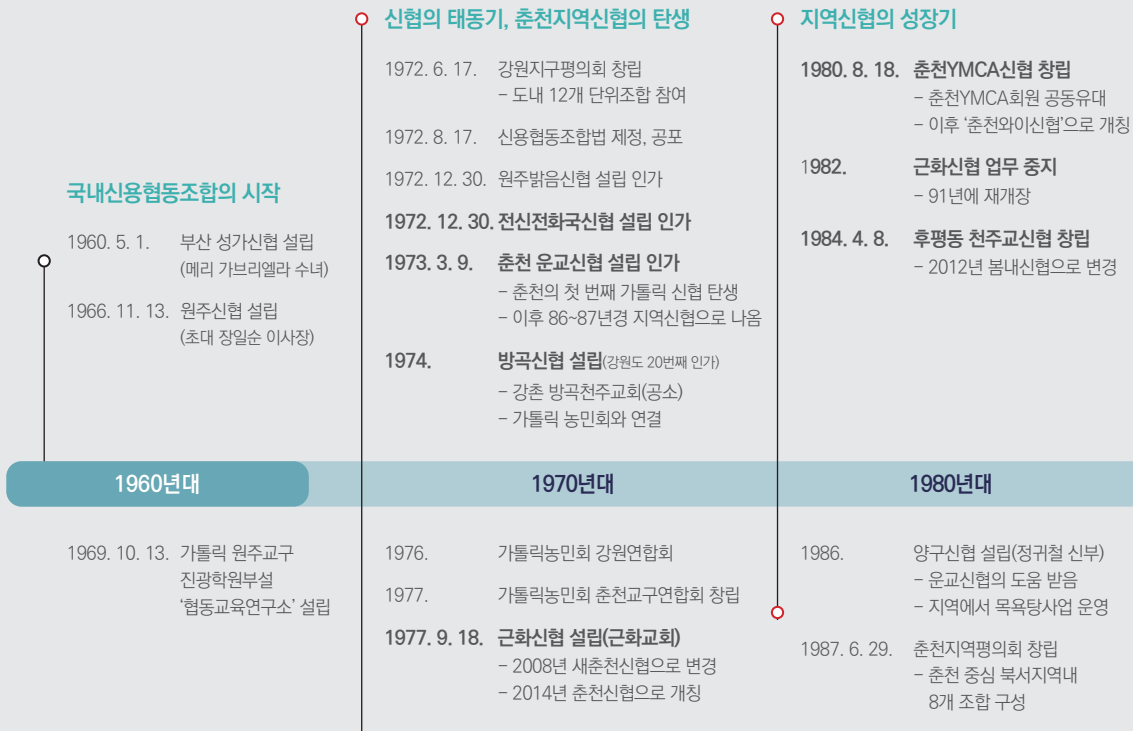 국내신용협동조합의 시작
1960. 5. 1. 부산 성가신협 설립
(메리 가브리엘라 수녀)
1966. 11. 13. 원주신협 설립
(초대 장일순 이사장)
1960년대
1969. 10. 13. 가톨릭 원주교구
진광학원부설
‘협동교육연구소’ 설립
신협의 태동기, 춘천지역신협의 탄생
1972. 6. 17. 강원지구평의회 창립
– 도내 12개 단위조합 참여
1972. 8. 17. 신용협동조합법 제정, 공포
1972. 12. 30. 원주밝음신협 설립 인가
1972. 12. 30. 전신전화국신협 설립 인가
1973. 3. 9. 춘천 운교신협 설립 인가
– 춘천의 첫 번째 가톨릭 신협 탄생
– 이후 86~87년경 지역신협으로 나옴
1974. 방곡신협 설립(강원도 20번째 인가)
– 강촌 방곡천주교회(공소)
– 가톨릭 농민회와 연결
1970년대
1976. 가톨릭농민회 강원연합회
1977. 가톨릭농민회 춘천교구연합회 창립
1977. 9. 18. 근화신협 설립(근화교회)
– 2008년 새춘천신협으로 변경
– 2014년 춘천신협으로 개칭
지역신협의 성장기
1980. 8. 18. 춘천YMCA신협 창립
– 춘천YMCA회원 공동유대
– 이후 ‘춘천와이신협’으로 개칭
1982. 근화신협 업무 중지
– 91년에 재개장
1984. 4. 8. 후평동 천주교신협 창립
– 2012년 봄내신협으로 변경
1980년대
1986. 양구신협 설립(정귀철 신부)
– 운교신협의 도움 받음
– 지역에서 목욕탕사업 운영
1987. 6. 29. 춘천지역평의회 창립
– 춘천 중심 북서지역내
8개 조합 구성